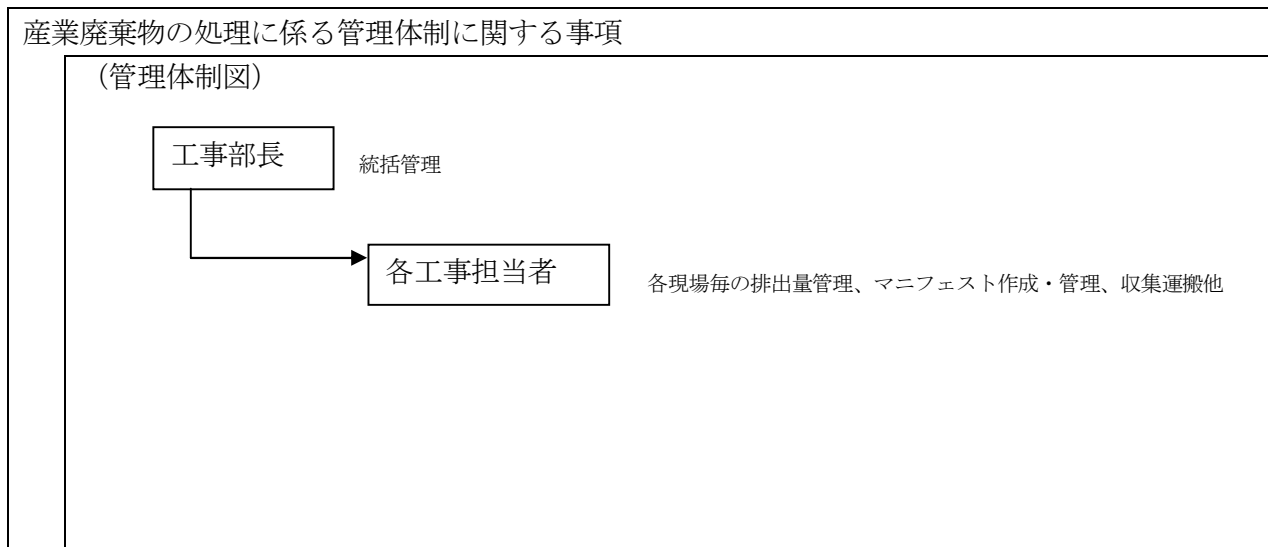 産業廃棄物の処理に係る管理体制に関する事項
（管理体制図）
工事部長
統括管理
各工事担当者
各現場毎の排出量管理、マニフェスト作成・管理、収集運搬他